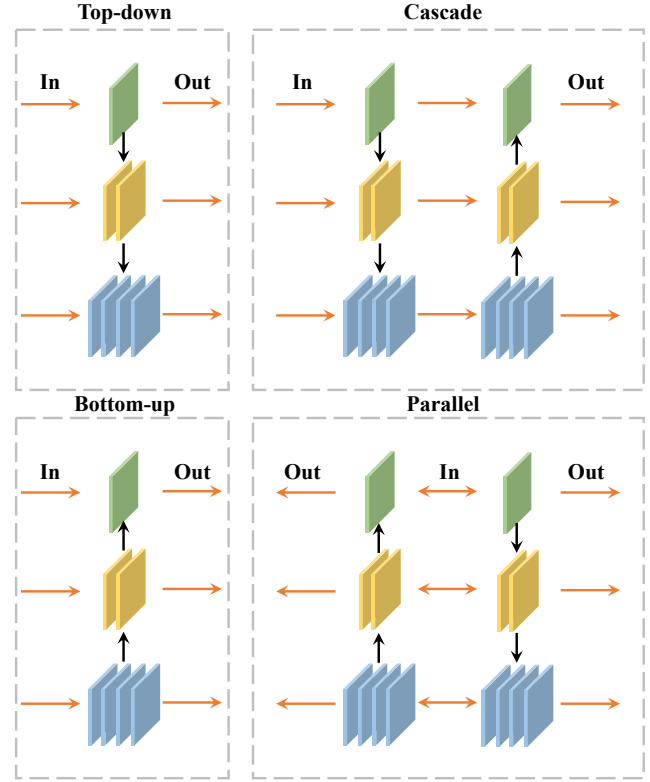 Top-down
Cascade
In
Out
In
Out
Bottom-up
Parallel
In
Out
Out
In
Out